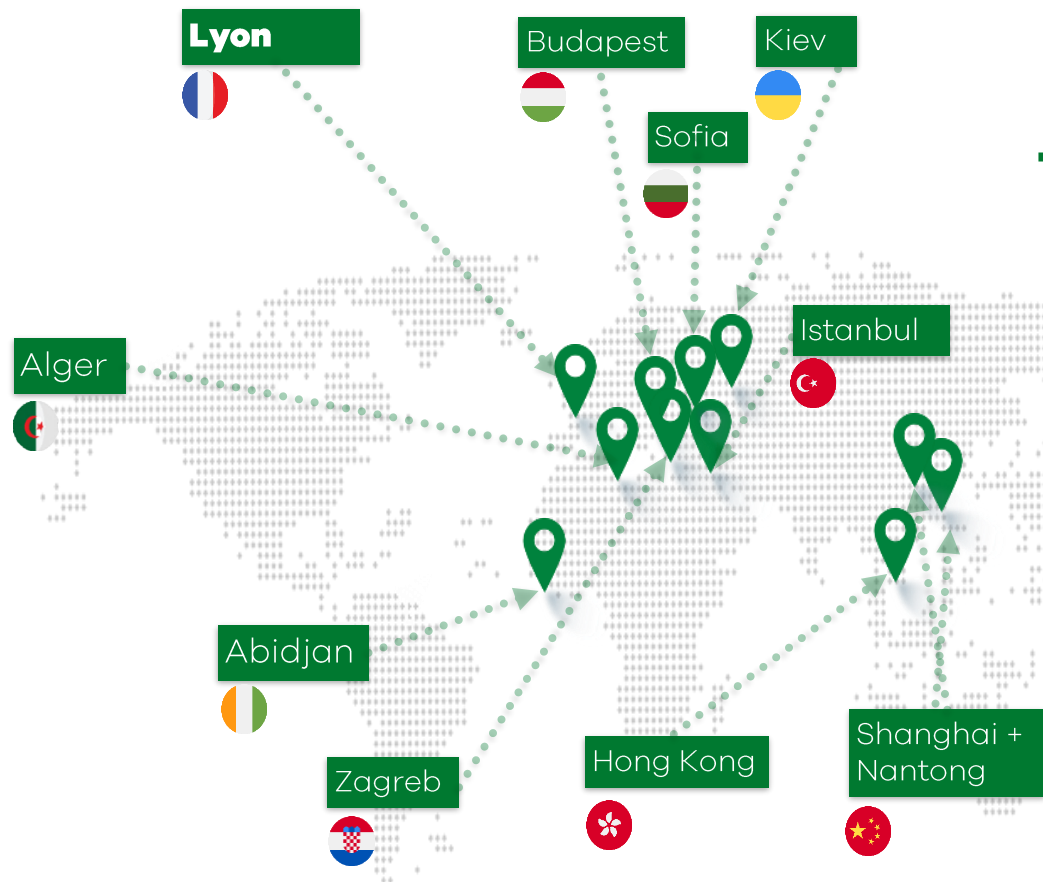 Lyon
Budapest
Kiev
Sofia
Istanbul
Alger
Abidjan
Zagreb
Hong Kong
Shanghai +
Nantong